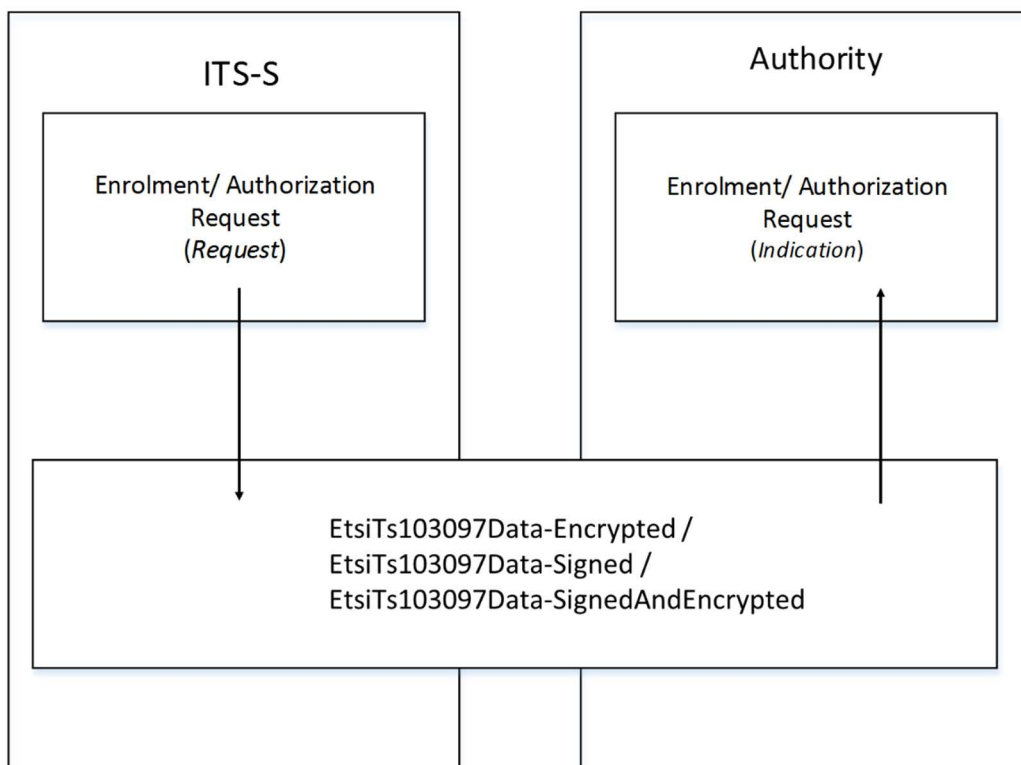 ITS-S
Enrolment/ Authorization
Request
(Request)
Authority
Enrolment/ Authorization
Request
(Indication)
EtsiTs103097Data-Encrypted /
EtsiTs103097Data-Signed /
EtsiTs103097Data-SignedAndEncrypted